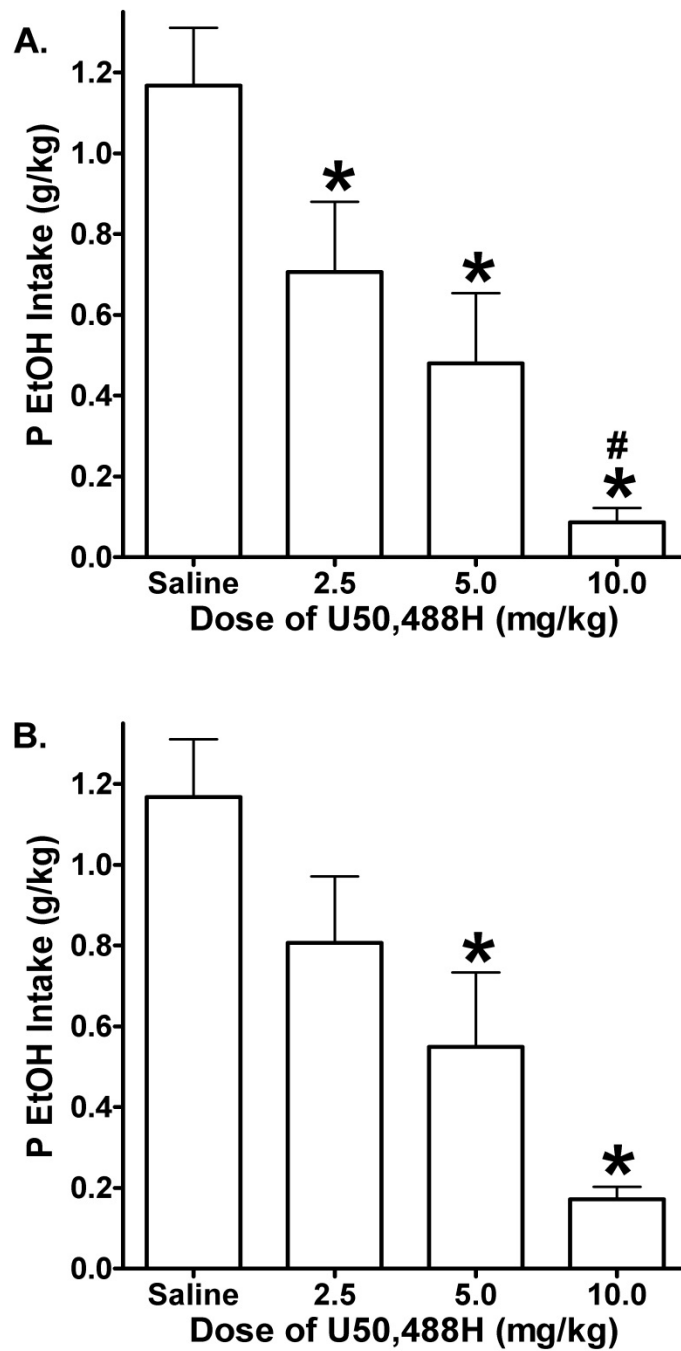 A.
P EtOH Intake (g/kg)
1.2
1.0
0.8
0.6
0.4
0.2
0.0
*
*
#
*
Saline 2.5 5.0 10.0
Dose of U50,488H (mg/kg)
B.
P EtOH Intake (g/kg)
1.2
1.0
0.8
0.6
0.4
0.2
0.0
*
*
Saline 2.5 5.0 10.0
Dose of U50,488H (mg/kg)